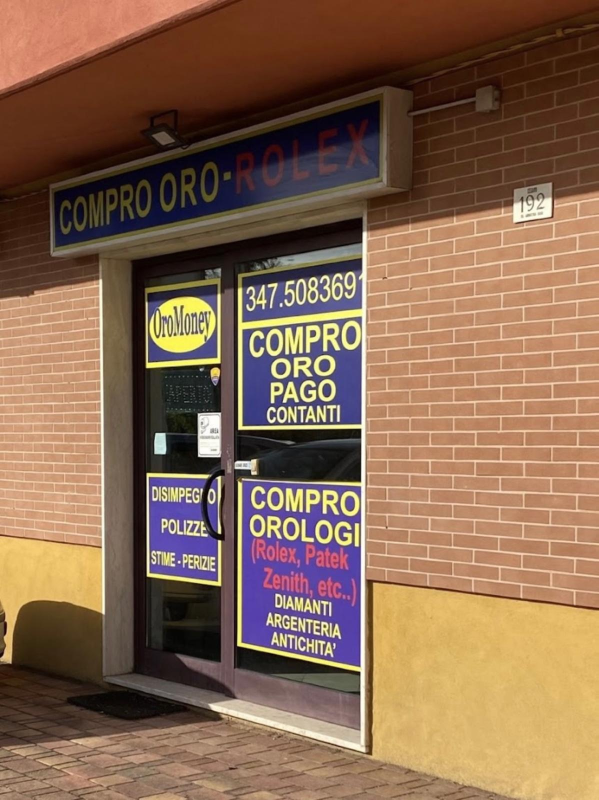 COMPRO ORO-ROLEX
192
OroMoney
347.5083691
COMPRO
ORO
PAGO
CONTANTI
APERTO
DISIMPEGNO
POLIZZE
STIME - PERIZIE
COMPRO
OROLOGI
(Rolex, Patek
Zenith, etc..)
DIAMANTI
ARGENTERIA
ANTICHITA'